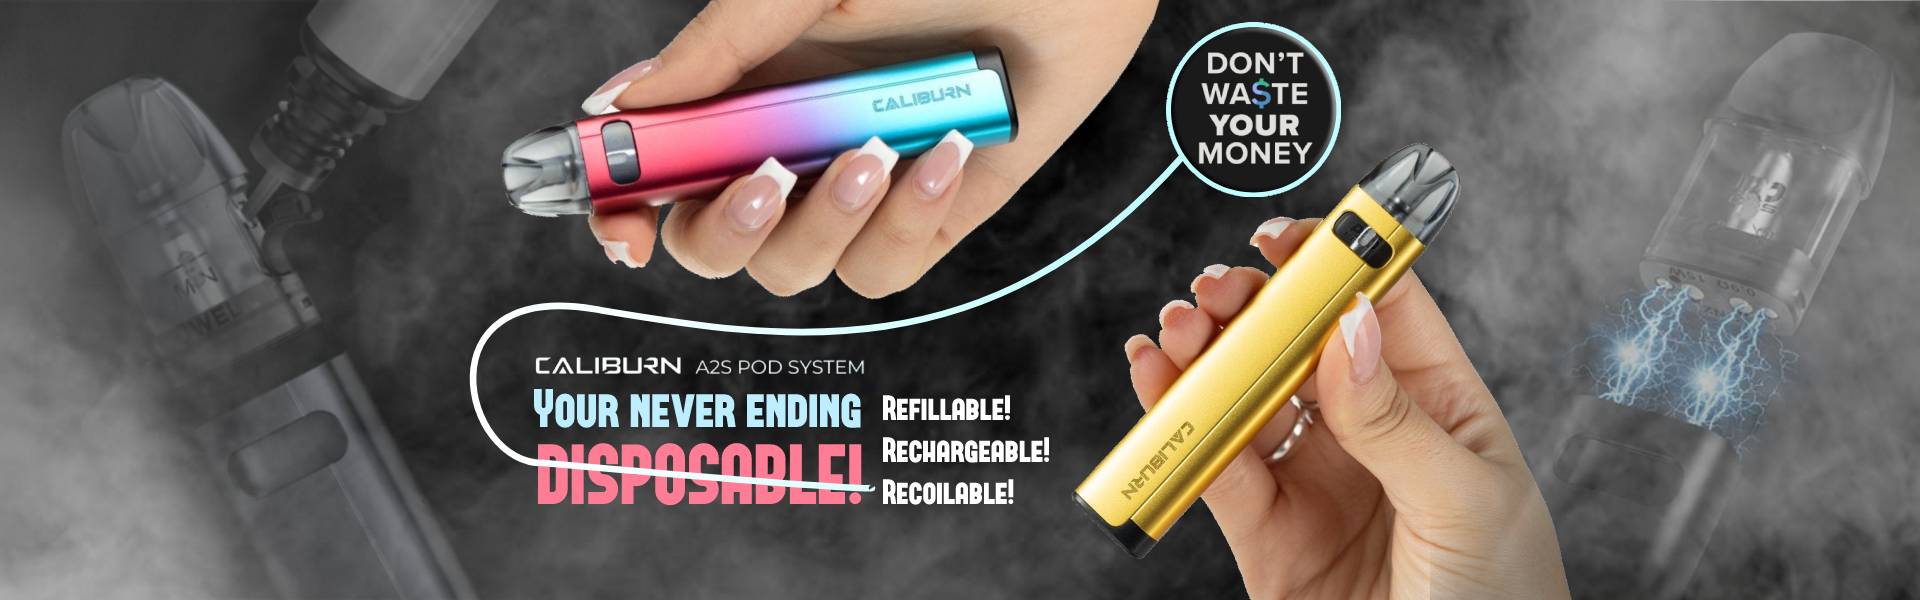 CALIBURN
DON'T
WA$TE
YOUR
MONEY
CALIBURN A2S POD SYSTEM
YOUR NEVER ENDING
DISPOSABLE!
REFILLABLE!
RECHARGEABLE!
RECOILABLE!
CALIBURN